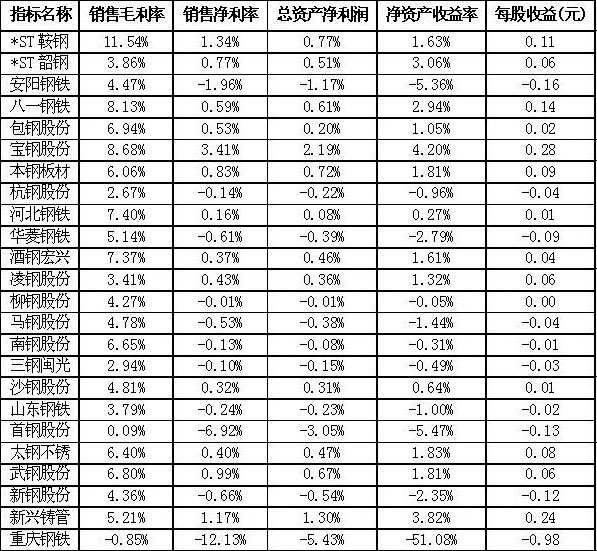 指标名称 销售毛利率 销售净利率 总资产净利润 净资产收益率 每股收益(元)
*ST鞍钢 11.54% 1.34% 0.77% 1.63% 0.11
*ST韶钢 3.86% 0.77% 0.51% 3.06% 0.06
安阳钢铁 4.47% -1.96% -1.17% -5.36% -0.16
八一钢铁 8.13% 0.59% 0.61% 2.94% 0.14
包钢股份 6.94% 0.53% 0.20% 1.05% 0.02
宝钢股份 8.68% 3.41% 2.19% 4.20% 0.28
本钢板材 6.06% 0.83% 0.72% 1.81% 0.09
杭钢股份 2.67% -0.14% -0.22% -0.96% -0.04
河北钢铁 7.40% 0.16% 0.08% 0.27% 0.01
华菱钢铁 5.14% -0.61% -0.39% -2.79% -0.09
酒钢宏兴 7.37% 0.37% 0.46% 1.61% 0.04
凌钢股份 3.41% 0.43% 0.36% 1.32% 0.06
柳钢股份 4.27% -0.01% -0.01% -0.05% 0.00
马钢股份 4.78% -0.53% -0.38% -1.44% -0.04
南钢股份 6.65% -0.13% -0.08% -0.31% -0.01
三钢闽光 2.94% -0.10% -0.15% -0.49% -0.03
沙钢股份 4.81% 0.32% 0.31% 0.64% 0.01
山东钢铁 3.79% -0.24% -0.23% -1.00% -0.02
首钢股份 0.09% -6.92% -3.05% -5.47% -0.13
太钢不锈 6.40% 0.40% 0.47% 1.83% 0.08
武钢股份 6.80% 0.99% 0.67% 1.81% 0.06
新钢股份 4.36% -0.66% -0.54% -2.35% -0.12
新兴铸管 5.21% 1.17% 1.30% 3.82% 0.24
重庆钢铁 -0.85% -12.13% -5.43% -51.08% -0.98